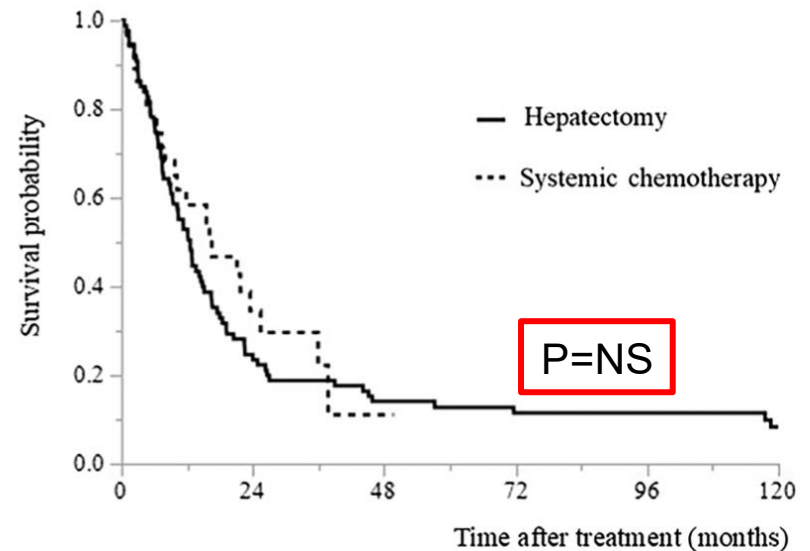 Survival probability
1.0
0.8
0.6
0.4
0.2
0.0
Hepatectomy
Systemic chemotherapy
P=NS
0 24 48 72 96 120
Time after treatment (months)